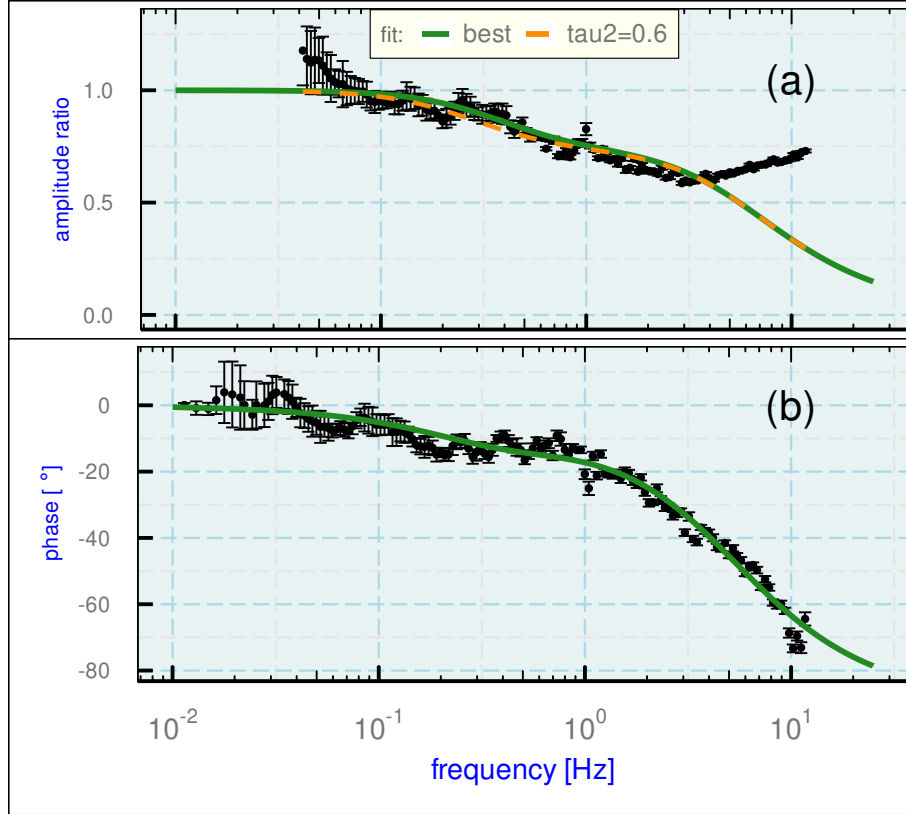 fit: best tau2=0.6
(a)
1.0
0.5
0.0
amplitude ratio
(b)
0
-20
-40
-60
-80
phase [ °]
10-2 10-1 100 101
frequency [Hz]